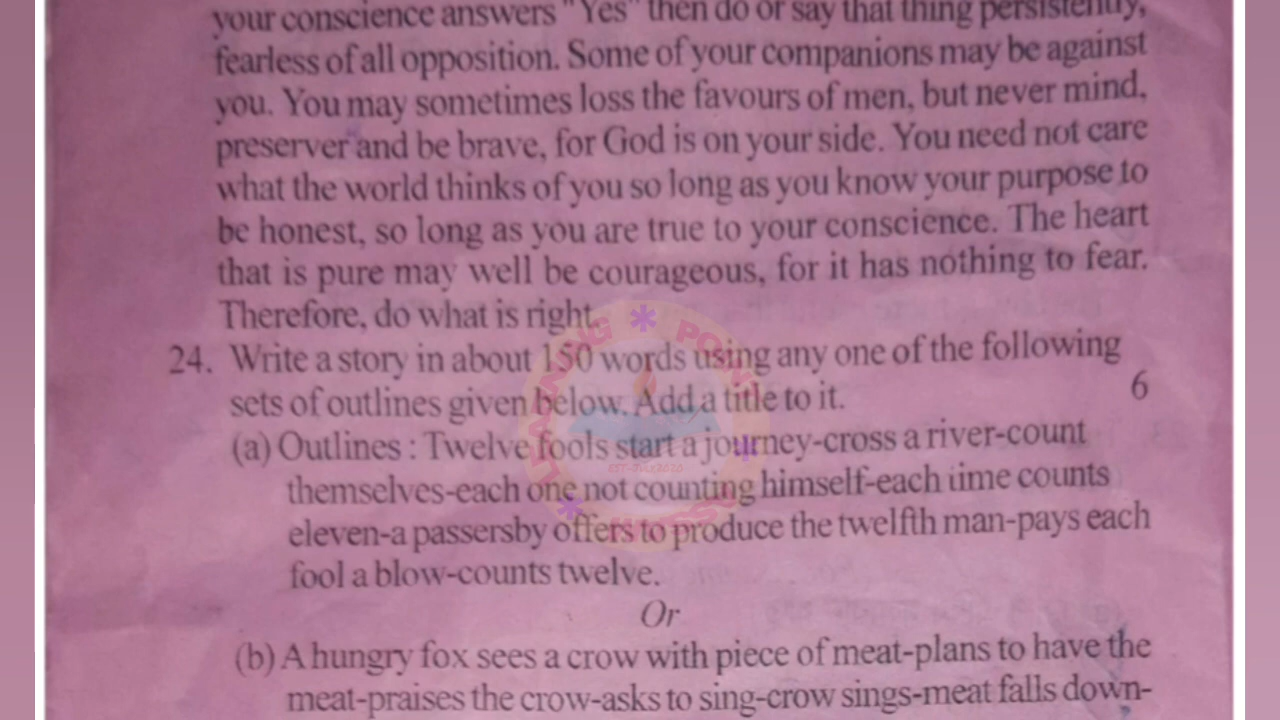 your conscience answers "Yes" then do or say that thing persistently,
fearless of all opposition. Some of your companions may be against
you. You may sometimes loss the favours of men, but never mind,
preserver and be brave, for God is on your side. You need not care
what the world thinks of you so long as you know your purpose to
be honest, so long as you are true to your conscience. The heart
that is pure may well be courageous, for it has nothing to fear.
Therefore, do what is right.
24. Write a story in about 150 words using any one of the following
sets of outlines given below. Add a title to it. 6
(a) Outlines : Twelve fools start a journey-cross a river-count
themselves-each one not counting himself-each time counts
eleven-a passersby offers to produce the twelfth man-pays each
fool a blow-counts twelve.
Or
(b) A hungry fox sees a crow with piece of meat-plans to have the
meat-praises the crow-asks to sing-crow sings-meat falls down-